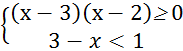 (x − 3)(x − 2) ≥ 0
3 − x < 1